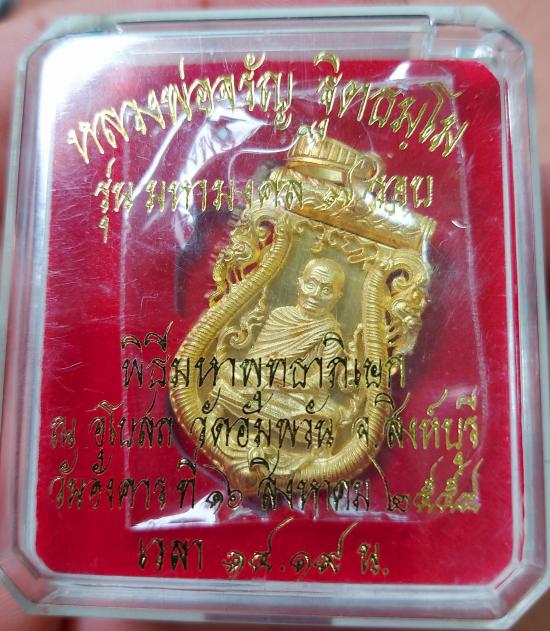 หลวงพ่อจรัญ ฐิตธมฺโม
รุ่น มหามงคล ๗ รอบ
พิธีมหาพุทธาภิเษก
ณ อุโบสถ วัดอัมพวัน จ.สิงห์บุรี
วันอังคาร ที่ ๑๖ สิงหาคม ๒๕๕๔
เวลา ๑๔.๑๙ น.